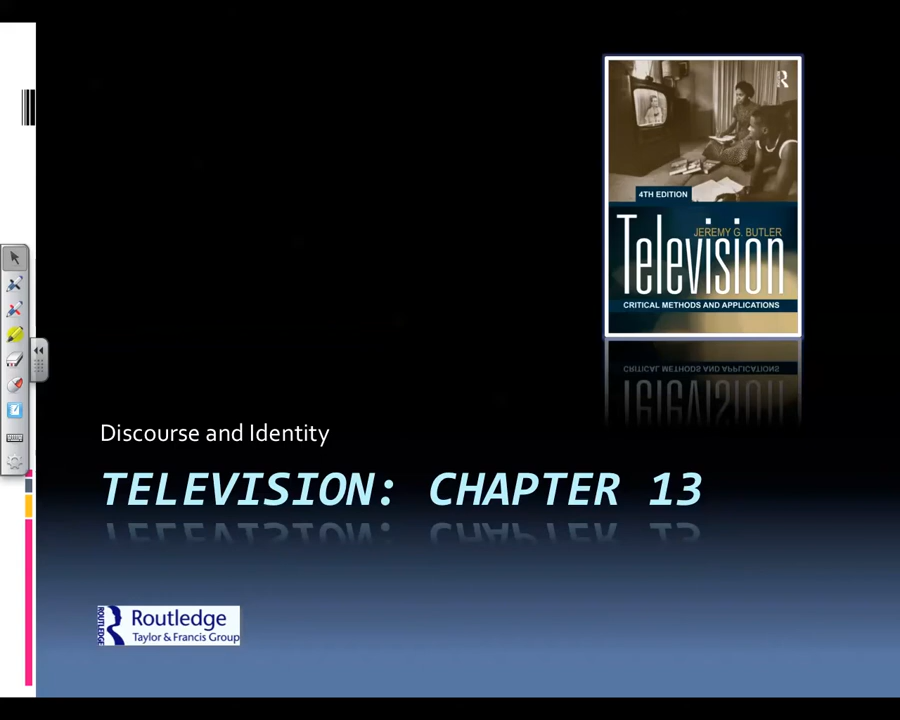 4TH EDITION
JEREMY G. BUTLER
Television
CRITICAL METHODS AND APPLICATIONS
Discourse and Identity
TELEVISION: CHAPTER 13
ROUTLEDGE
Routledge
Taylor & Francis Group